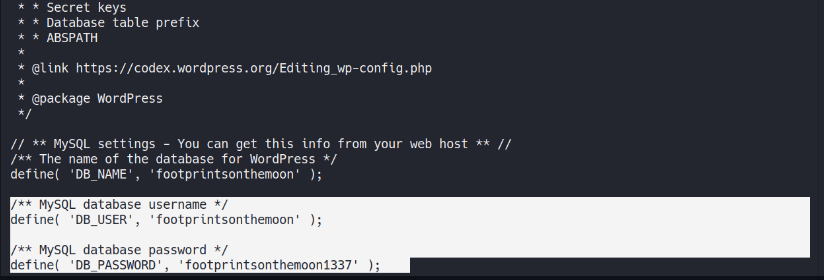 * * Secret keys
* * Database table prefix
* * ABSPATH
*
* @link https://codex.wordpress.org/Editing_wp-config.php
*
* @package WordPress
*/
// ** MySQL settings - You can get this info from your web host ** //
/** The name of the database for WordPress */
define( 'DB_NAME', 'footprintsonthemoon' );
/** MySQL database username */
define( 'DB_USER', 'footprintsonthemoon' );
/** MySQL database password */
define( 'DB_PASSWORD', 'footprintsonthemoon1337' );